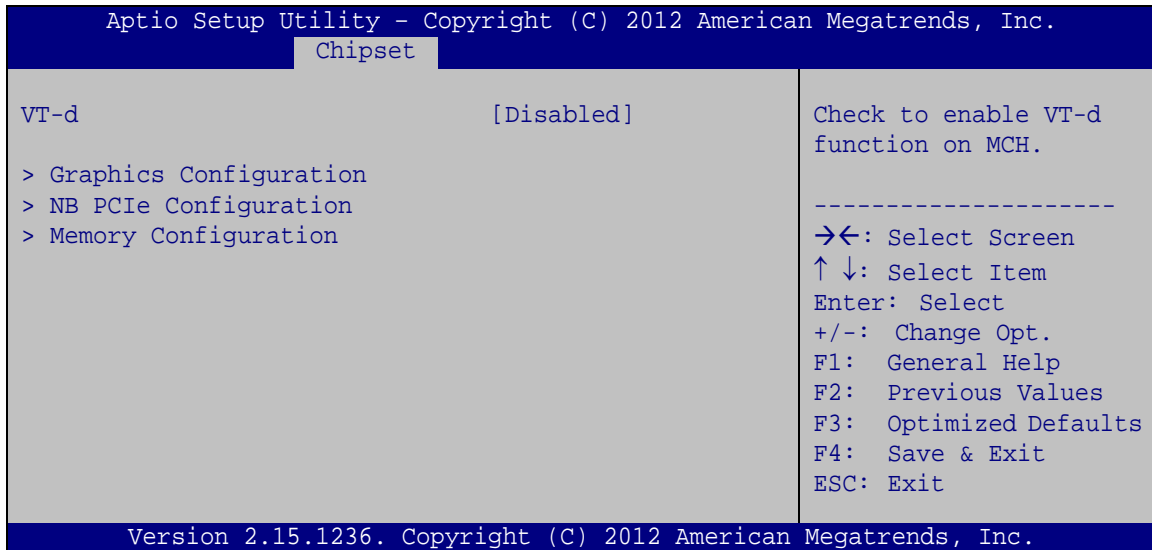 Aptio Setup Utility – Copyright (C) 2012 American Megatrends, Inc.
Chipset
VT-d [Disabled]
> Graphics Configuration
> NB PCIe Configuration
> Memory Configuration
Check to enable VT-d
function on MCH.
---------------------
→←: Select Screen
↑ ↓: Select Item
Enter: Select
+/-: Change Opt.
F1: General Help
F2: Previous Values
F3: Optimized Defaults
F4: Save & Exit
ESC: Exit
Version 2.15.1236. Copyright (C) 2012 American Megatrends, Inc.